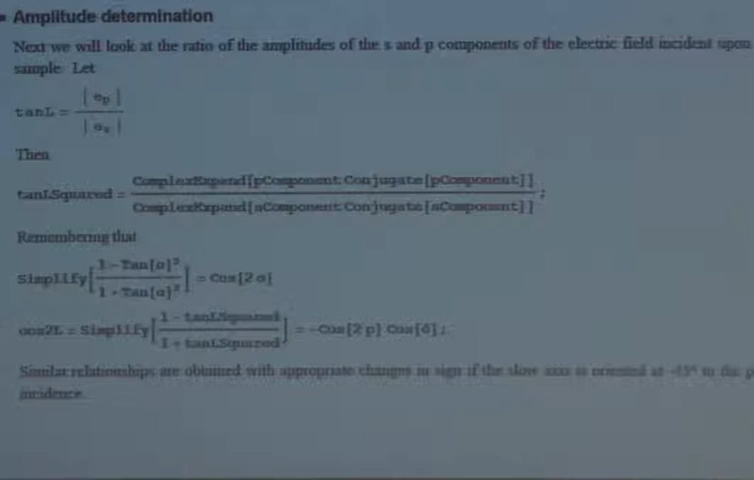 Amplitude determination
Next we will look at the ratio of the amplitudes of the s and p components of the electric field incident upon
sample. Let
tanL = | e_p | / | e_s |
Then
tanLSquared = ComplexExpand[pComponent Conjugate[pComponent]] / ComplexExpand[sComponent Conjugate[sComponent]] ;
Remembering that
Simplify[ (1 - Tan[α]^2) / (1 + Tan[α]^2) ] = Cos[2 α]
cos2L = Simplify[ (1 - tanLSquared) / (1 + tanLSquared) ] = -Cos[2 p] Cos[δ] ;
Similar relationships are obtained with appropriate changes in sign if the slow axis is oriented at -45° to the p
incidence.